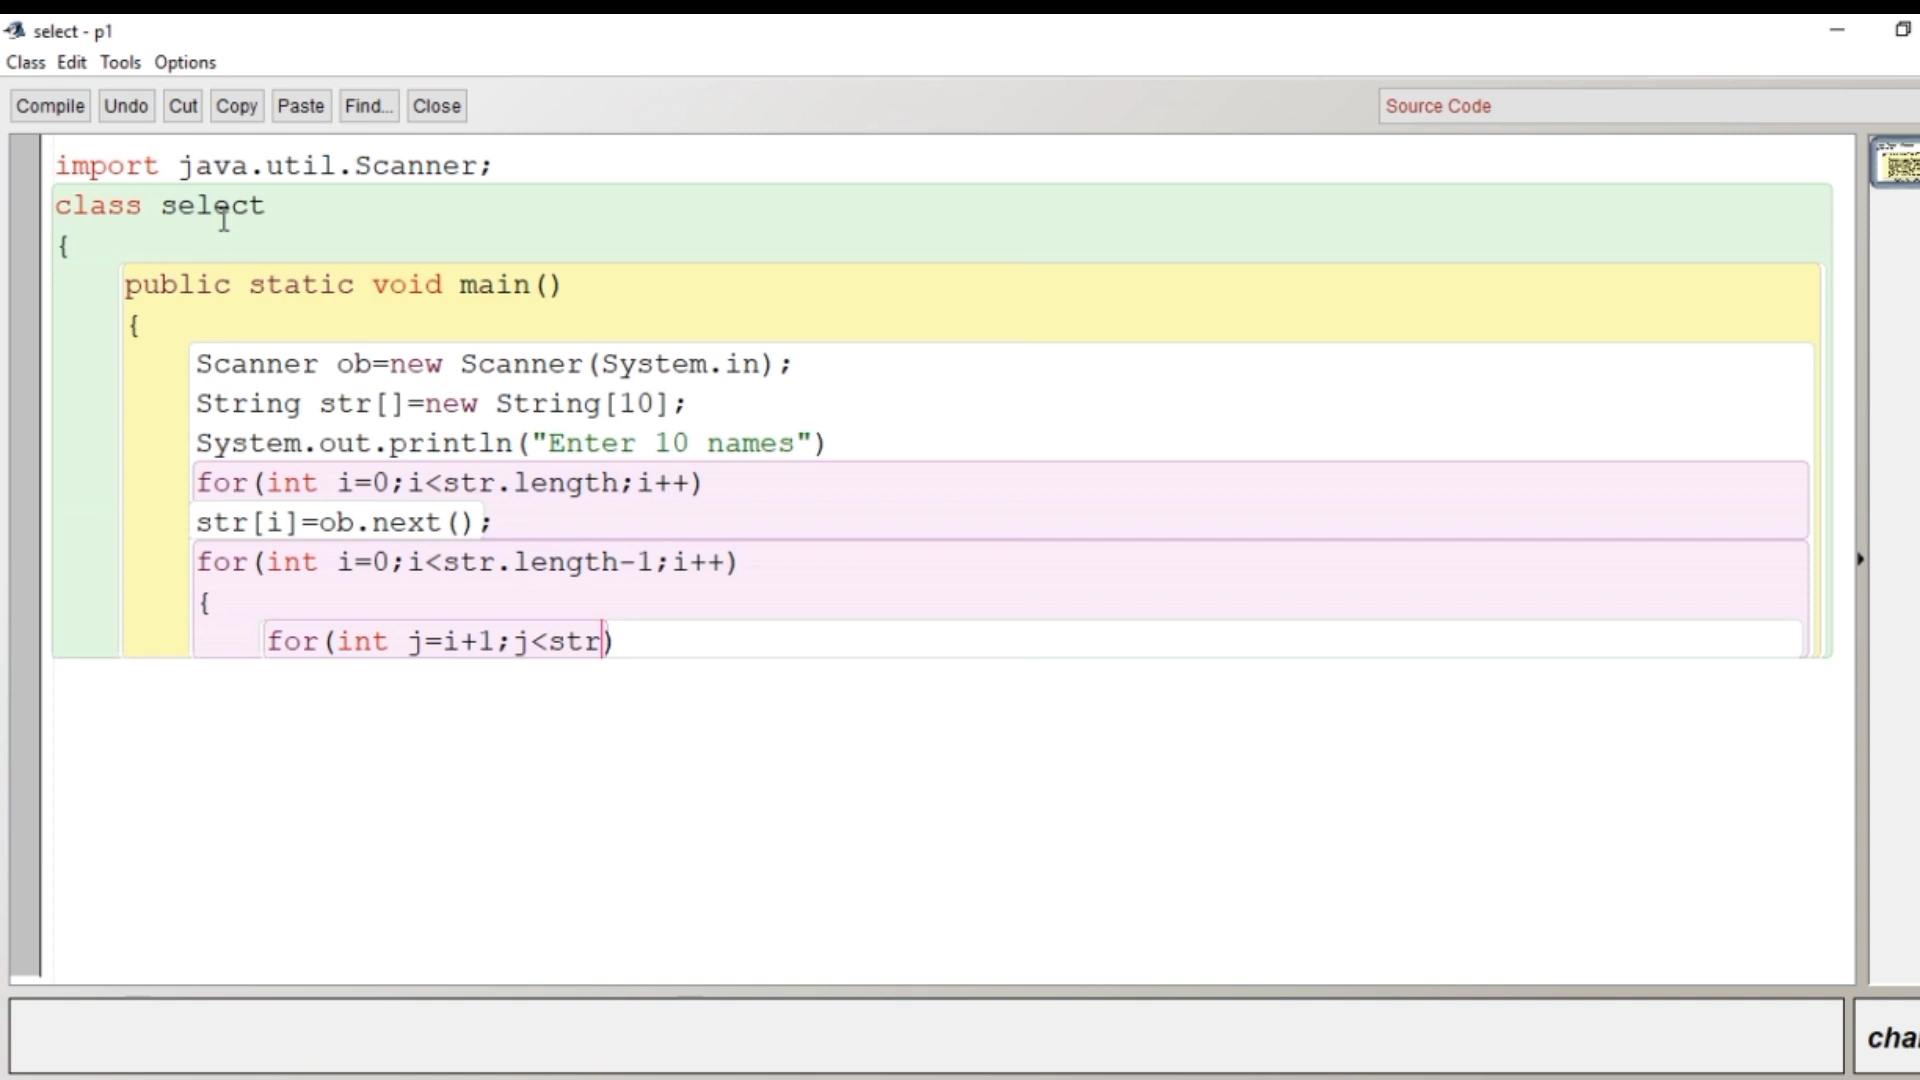 select - p1
Class Edit Tools Options
Compile Undo Cut Copy Paste Find... Close Source Code
import java.util.Scanner;
class select
{
public static void main()
{
Scanner ob=new Scanner(System.in);
String str[]=new String[10];
System.out.println("Enter 10 names")
for(int i=0;i<str.length;i++)
str[i]=ob.next();
for(int i=0;i<str.length-1;i++)
{
for(int j=i+1;j<str)